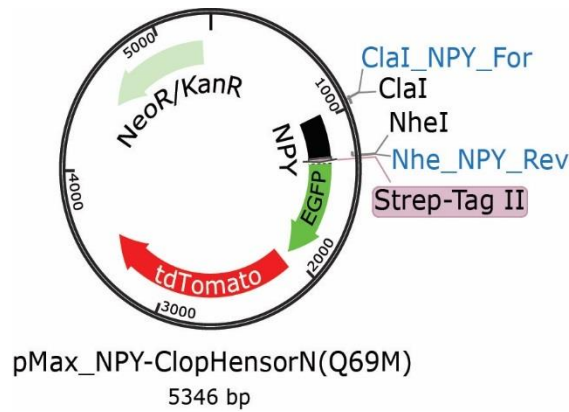 5000
1000
2000
3000
4000
NeoR/KanR
NPY
EGFP
tdTomato
ClaI_NPY_For
ClaI
NheI
Nhe_NPY_Rev
Strep-Tag II
pMax_NPY-ClopHensorN(Q69M)
5346 bp